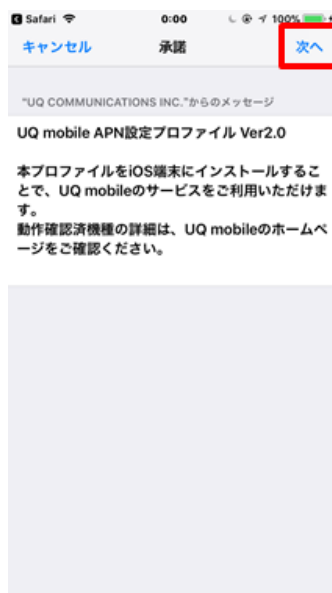 Safari 0:00 100%
キャンセル 承諾 次へ
"UQ COMMUNICATIONS INC."からのメッセージ
UQ mobile APN設定プロファイル Ver2.0
本プロファイルをiOS端末にインストールするこ
とで、UQ mobileのサービスをご利用いただけま
す。
動作確認済機種の詳細は、UQ mobileのホームペ
ージをご確認ください。